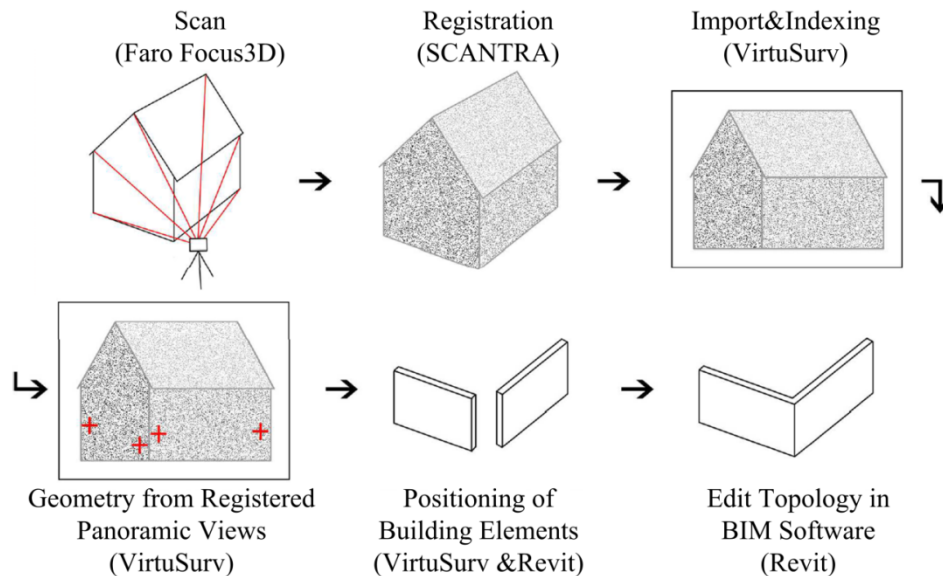 Scan
(Faro Focus3D)
Registration
(SCANTRA)
Import&Indexing
(VirtuSurv)
Geometry from Registered
Panoramic Views
(VirtuSurv)
Positioning of
Building Elements
(VirtuSurv &Revit)
Edit Topology in
BIM Software
(Revit)